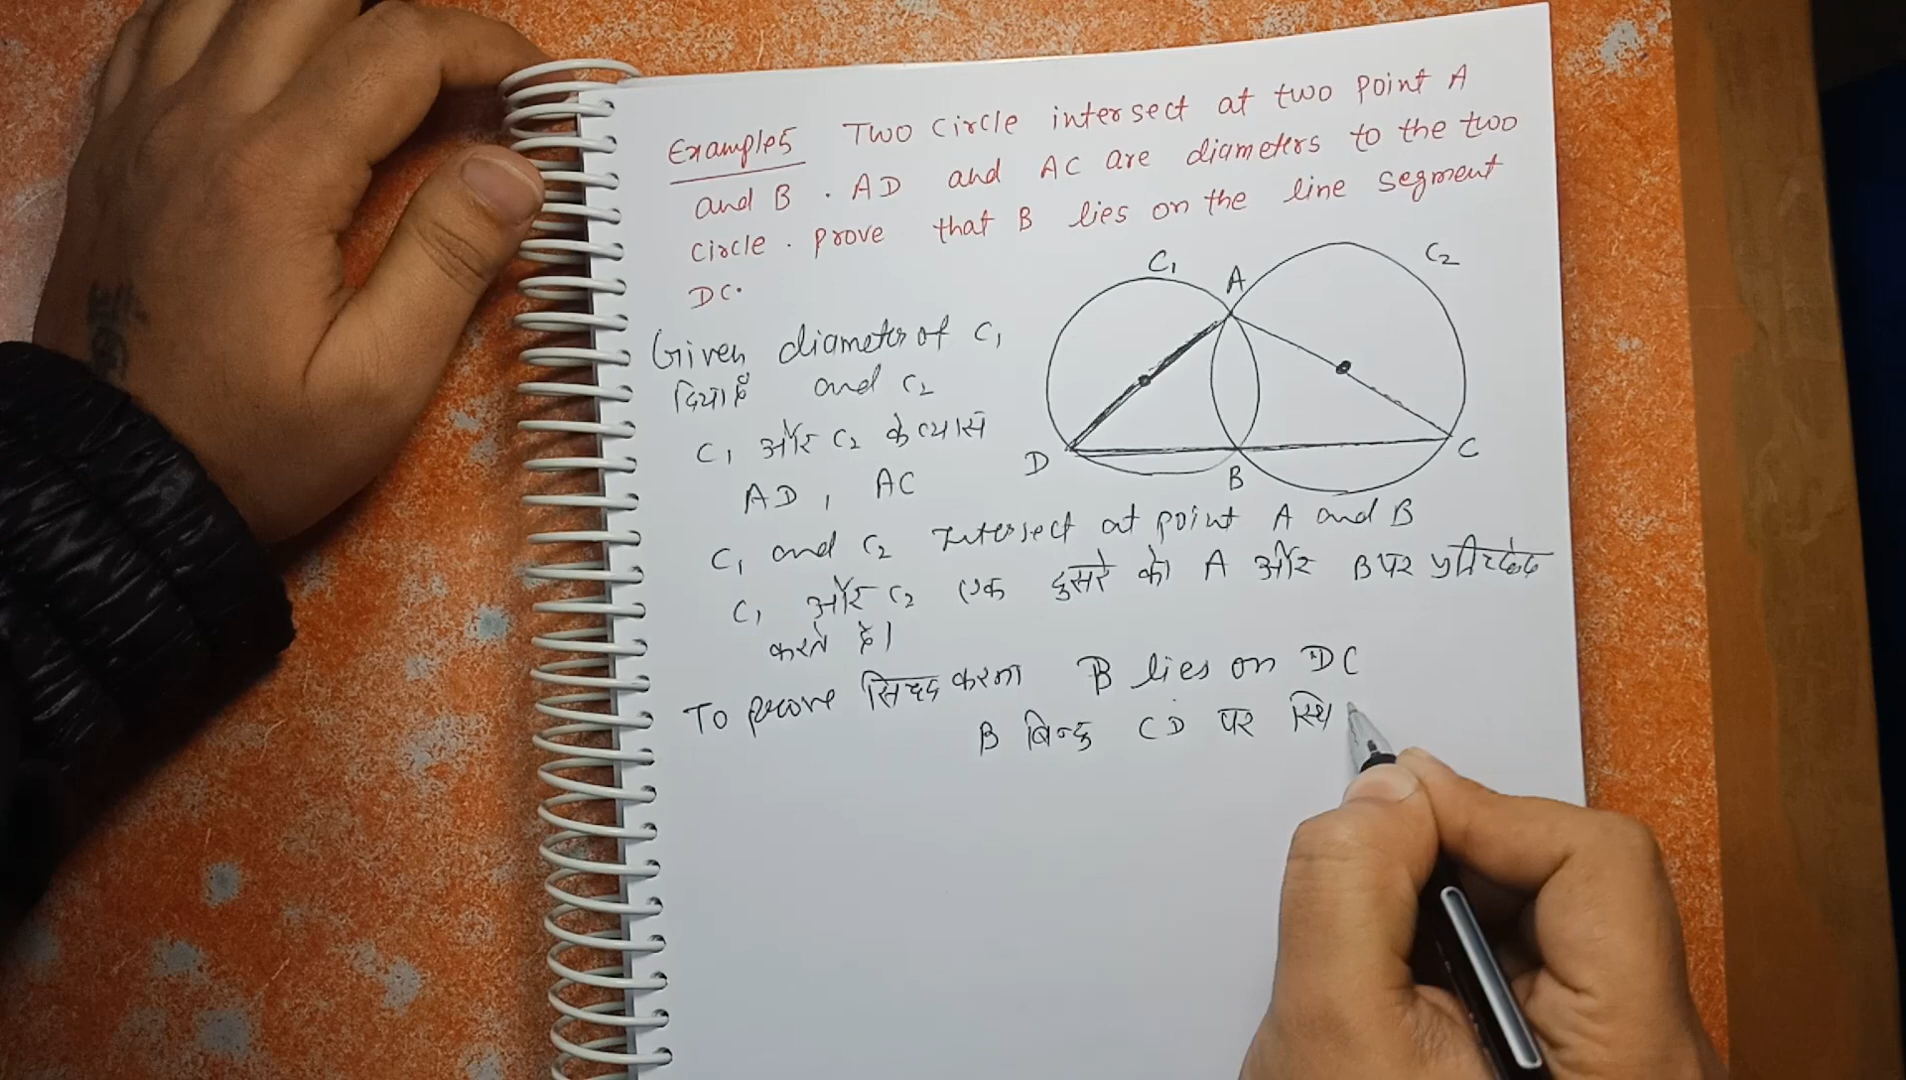 Example5 Two circle intersect at two point A
and B . AD and AC are diameters to the two
circle . prove that B lies on the line segment
DC.
C₁ A C₂
D B C
Given diameter of C₁
दिया है and C₂
C₁ और C₂ के व्यास
AD , AC
C₁ and C₂ Intersect at point A and B
C₁ और C₂ एक दुसरे को A और B पर प्रतिच्छेद
करते है।
To prove सिद्ध करना B lies on DC
B बिन्दु CD पर स्थि